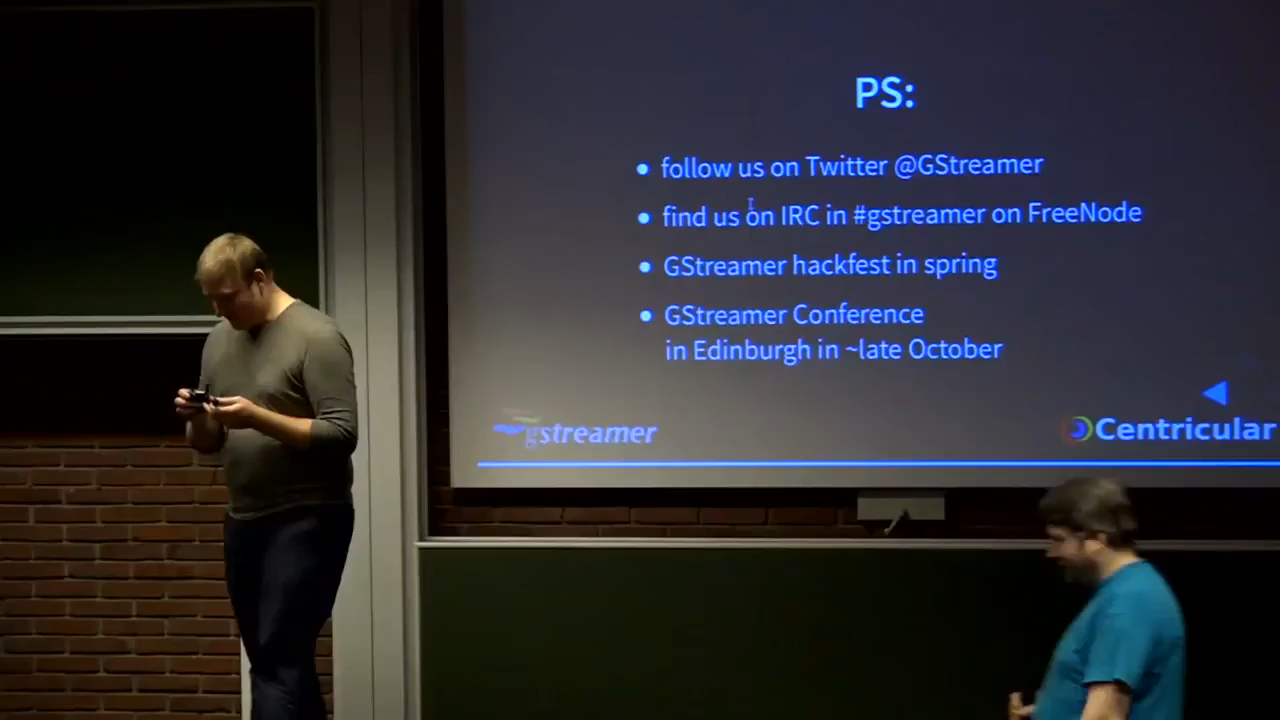 PS:
follow us on Twitter @GStreamer
find us on IRC in #gstreamer on FreeNode
GStreamer hackfest in spring
GStreamer Conference
in Edinburgh in ~late October
gstreamer
Centricular